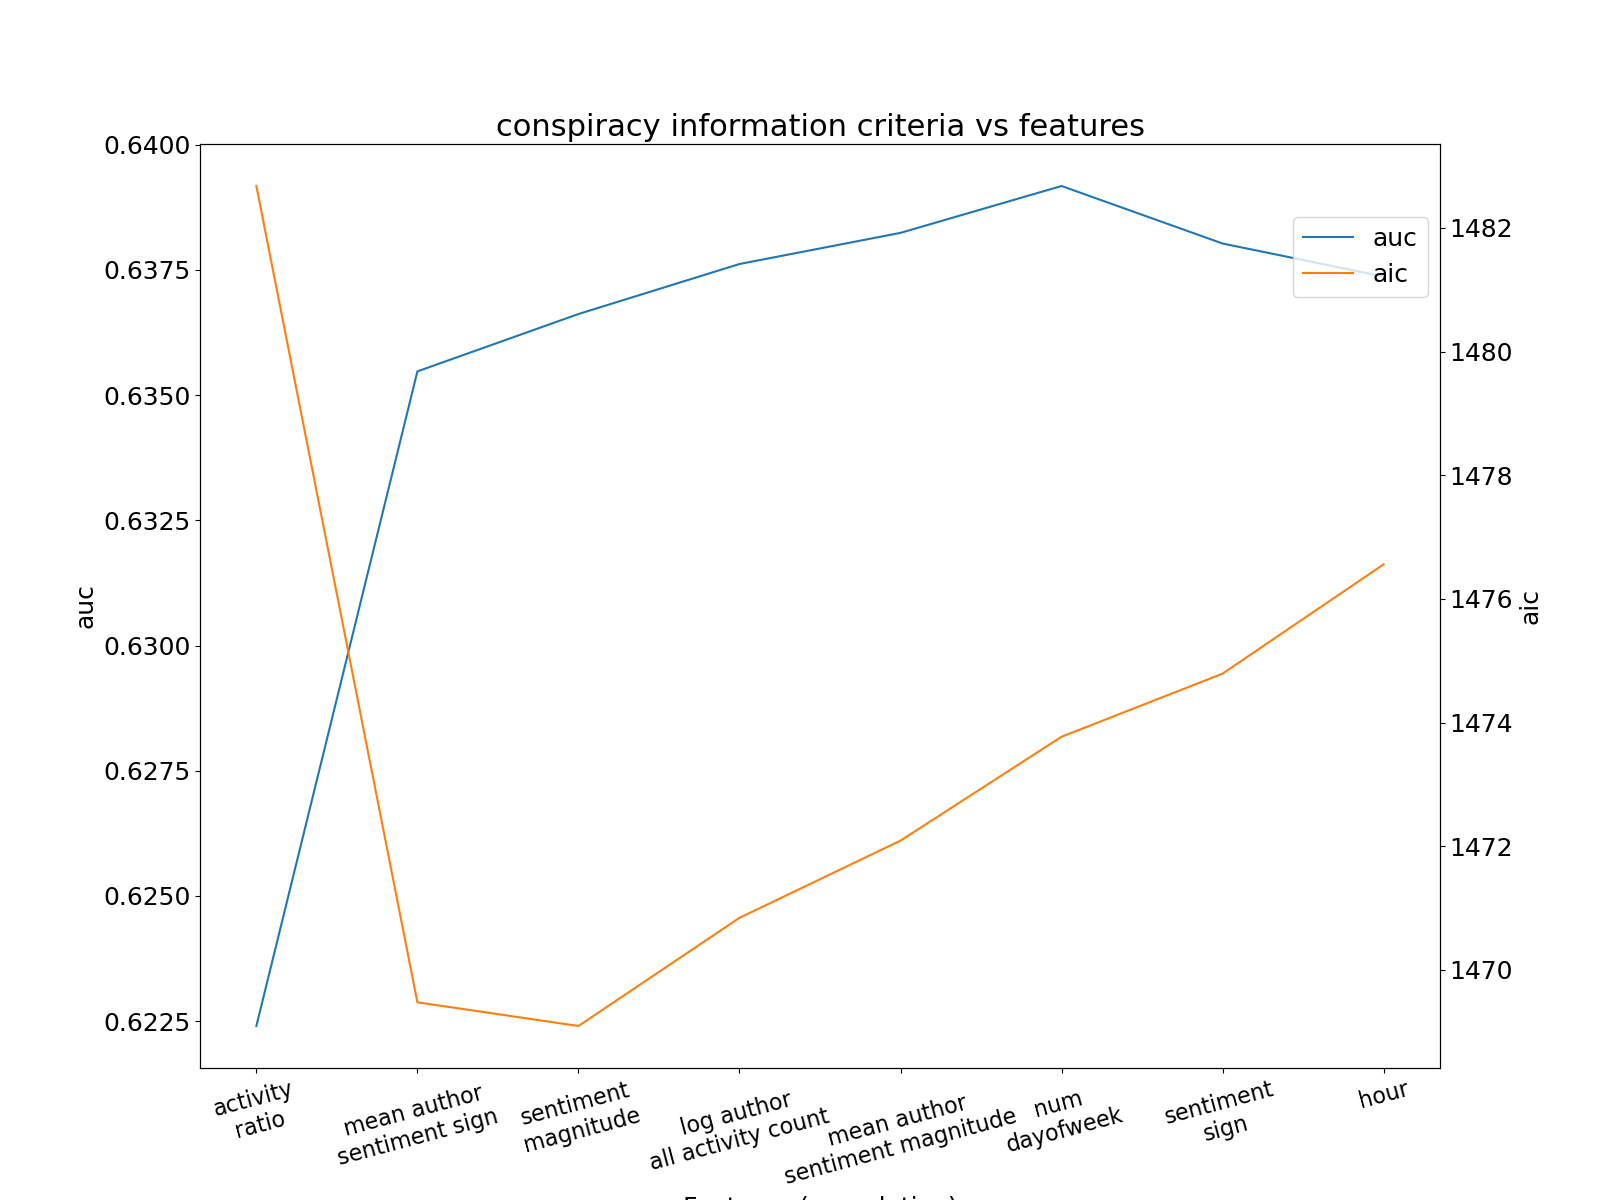 conspiracy information criteria vs features
0.6400
0.6375
0.6350
0.6325
0.6300
0.6275
0.6250
0.6225
auc
auc
aic
1482
1480
1478
1476
1474
1472
1470
aic
activity
ratio
mean author
sentiment sign
sentiment
magnitude
log author
all activity count
mean author
sentiment magnitude
num
dayofweek
sentiment
sign
hour